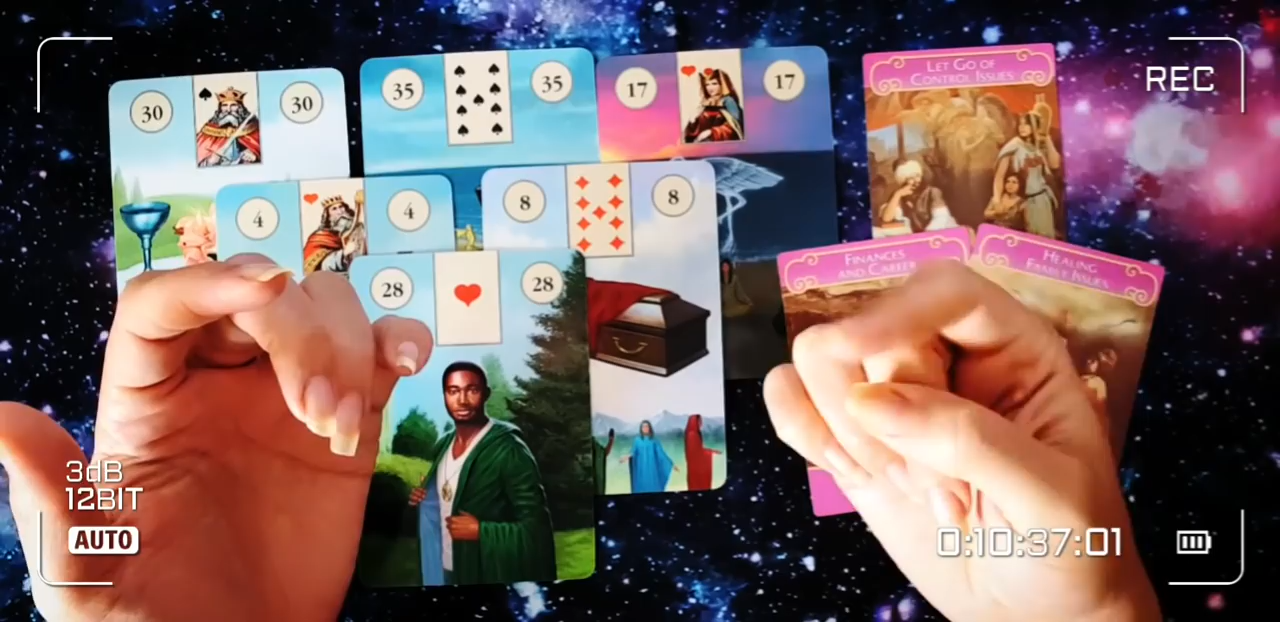 REC
30
30
35
35
17
17
LET GO OF
CONTROL ISSUES
4
4
8
8
28
28
FINANCES
AND CAREER
HEALING
FAMILY ISSUES
3dB
12BIT
AUTO
0:10:37:01